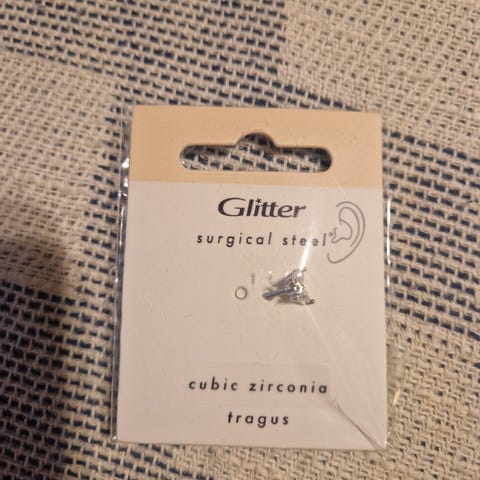 Glitter
surgical steel
cubic zirconia
tragus